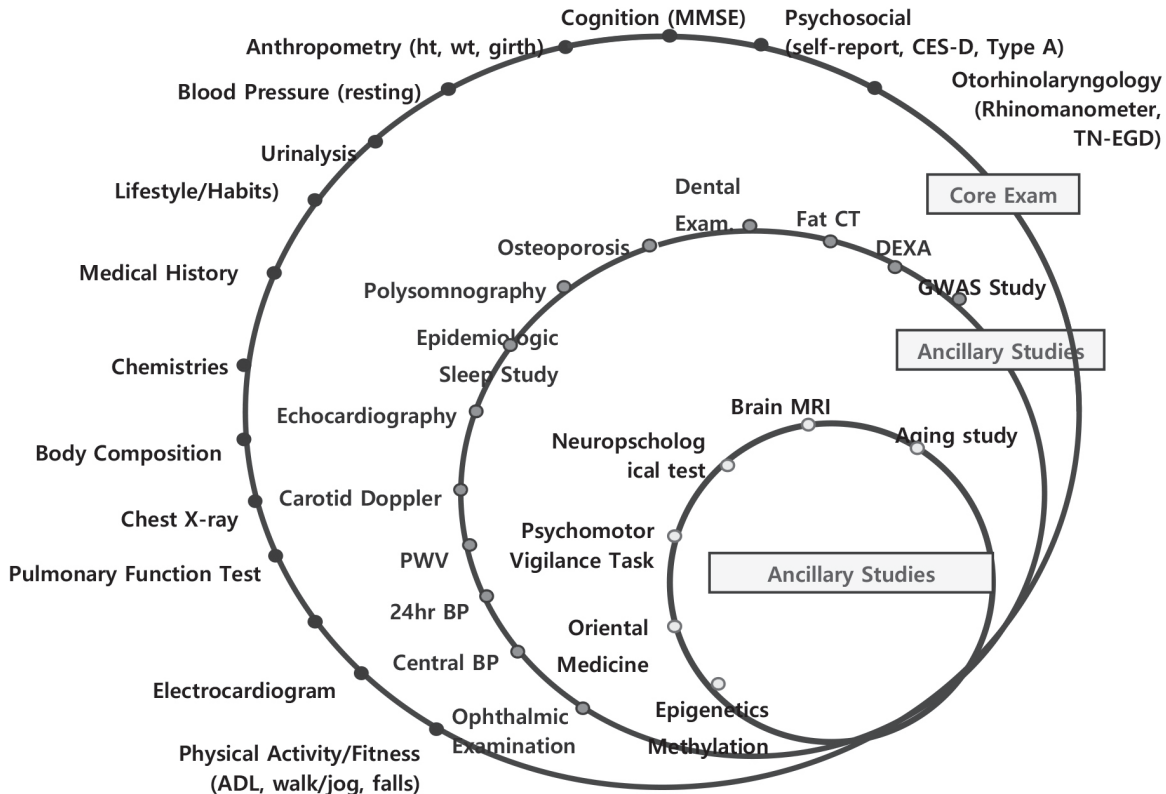 Cognition (MMSE)
Psychosocial
(self-report, CES-D, Type A)
Anthropometry (ht, wt, girth)
Otorhinolaryngology
(Rhinomanometer,
TN-EGD)
Blood Pressure (resting)
Urinalysis
Lifestyle/Habits)
Medical History
Chemistries
Body Composition
Chest X-ray
Pulmonary Function Test
Electrocardiogram
Physical Activity/Fitness
(ADL, walk/jog, falls)
Core Exam
Dental
Exam.
Fat CT
DEXA
GWAS Study
Osteoporosis
Polysomnography
Epidemiologic
Sleep Study
Echocardiography
Carotid Doppler
PWV
24hr BP
Central BP
Ophthalmic
Examination
Ancillary Studies
Brain MRI
Aging study
Neuropscholog
ical test
Psychomotor
Vigilance Task
Oriental
Medicine
Epigenetics
Methylation
Ancillary Studies